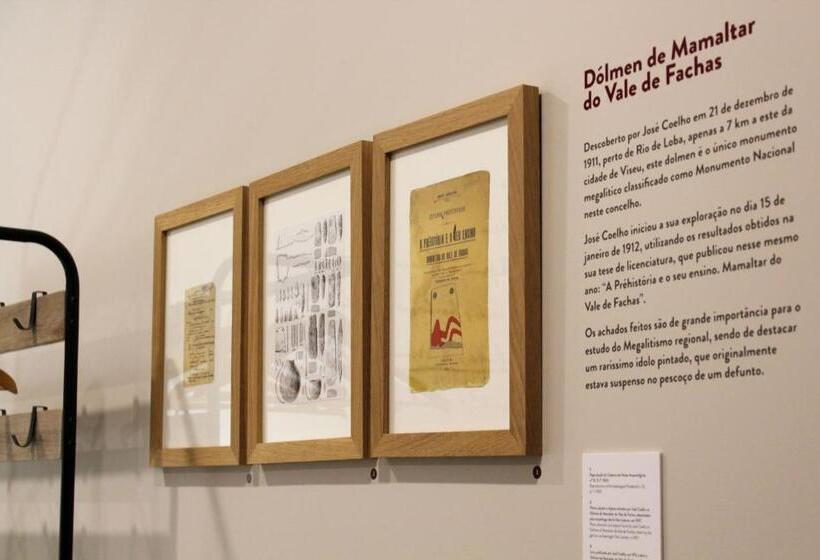 Dólmen de Mamaltar
do Vale de Fachas
Descoberto por José Coelho em 21 de dezembro de
1911, perto de Rio de Loba, apenas a 7 km a este da
cidade de Viseu, este dolmen é o único monumento
megalítico classificado como Monumento Nacional
neste concelho.
José Coelho iniciou a sua exploração no dia 15 de
janeiro de 1912, utilizando os resultados obtidos na
sua tese de licenciatura, que publicou nesse mesmo
ano: “A Préhistória e o seu ensino. Mamaltar do
Vale de Fachas”.
Os achados feitos são de grande importância para o
estudo do Megalitismo regional, sendo de destacar
um raríssimo idolo pintado, que originalmente
estava suspenso no pescoço de um defunto.
A PRÉHISTÓRIA E O SEU ENSINO